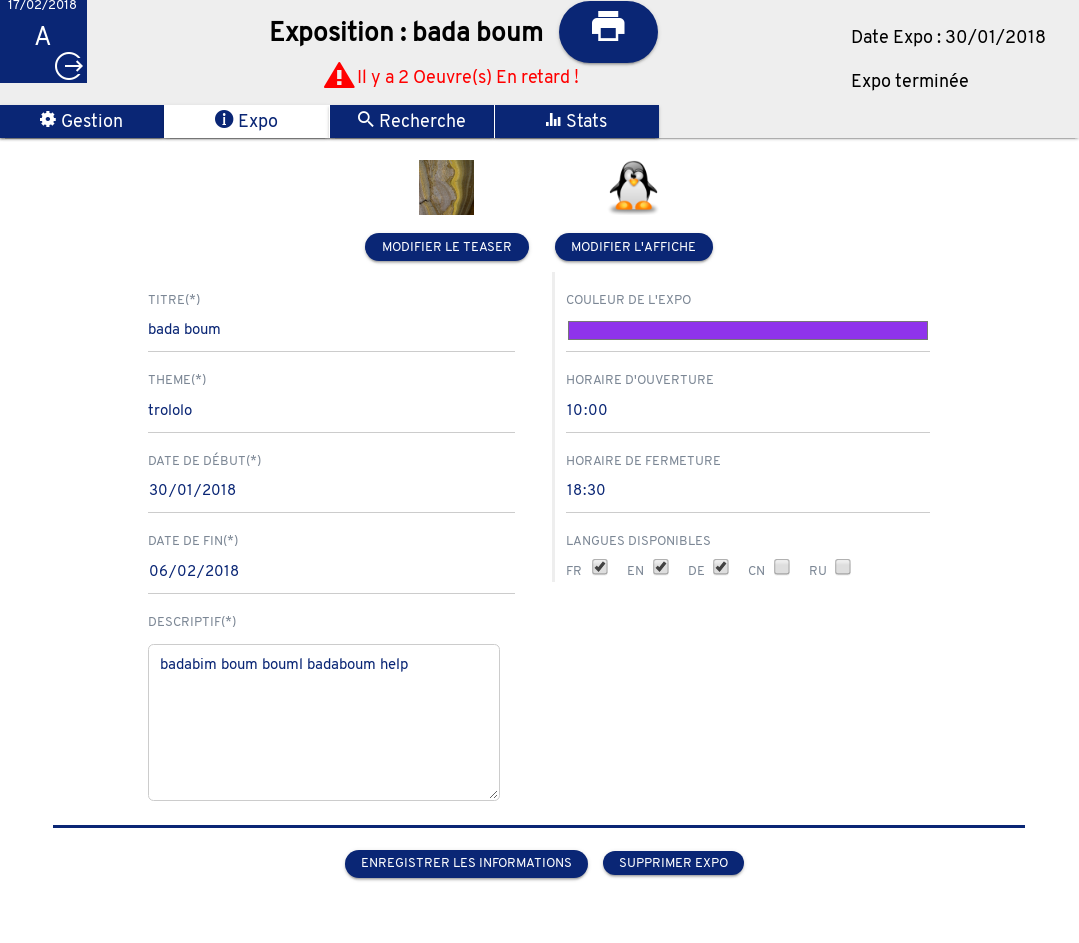 17/02/2018
A
Exposition : bada boum
Il y a 2 Oeuvre(s) En retard !
Date Expo : 30/01/2018
Expo terminée
Gestion
Expo
Recherche
Stats
MODIFIER LE TEASER
MODIFIER L'AFFICHE
TITRE(*)
bada boum
THEME(*)
trololo
DATE DE DÉBUT(*)
30/01/2018
DATE DE FIN(*)
06/02/2018
DESCRIPTIF(*)
badabim boum bouml badaboum help
COULEUR DE L'EXPO
HORAIRE D'OUVERTURE
10:00
HORAIRE DE FERMETURE
18:30
LANGUES DISPONIBLES
FR EN DE CN RU
ENREGISTRER LES INFORMATIONS
SUPPRIMER EXPO